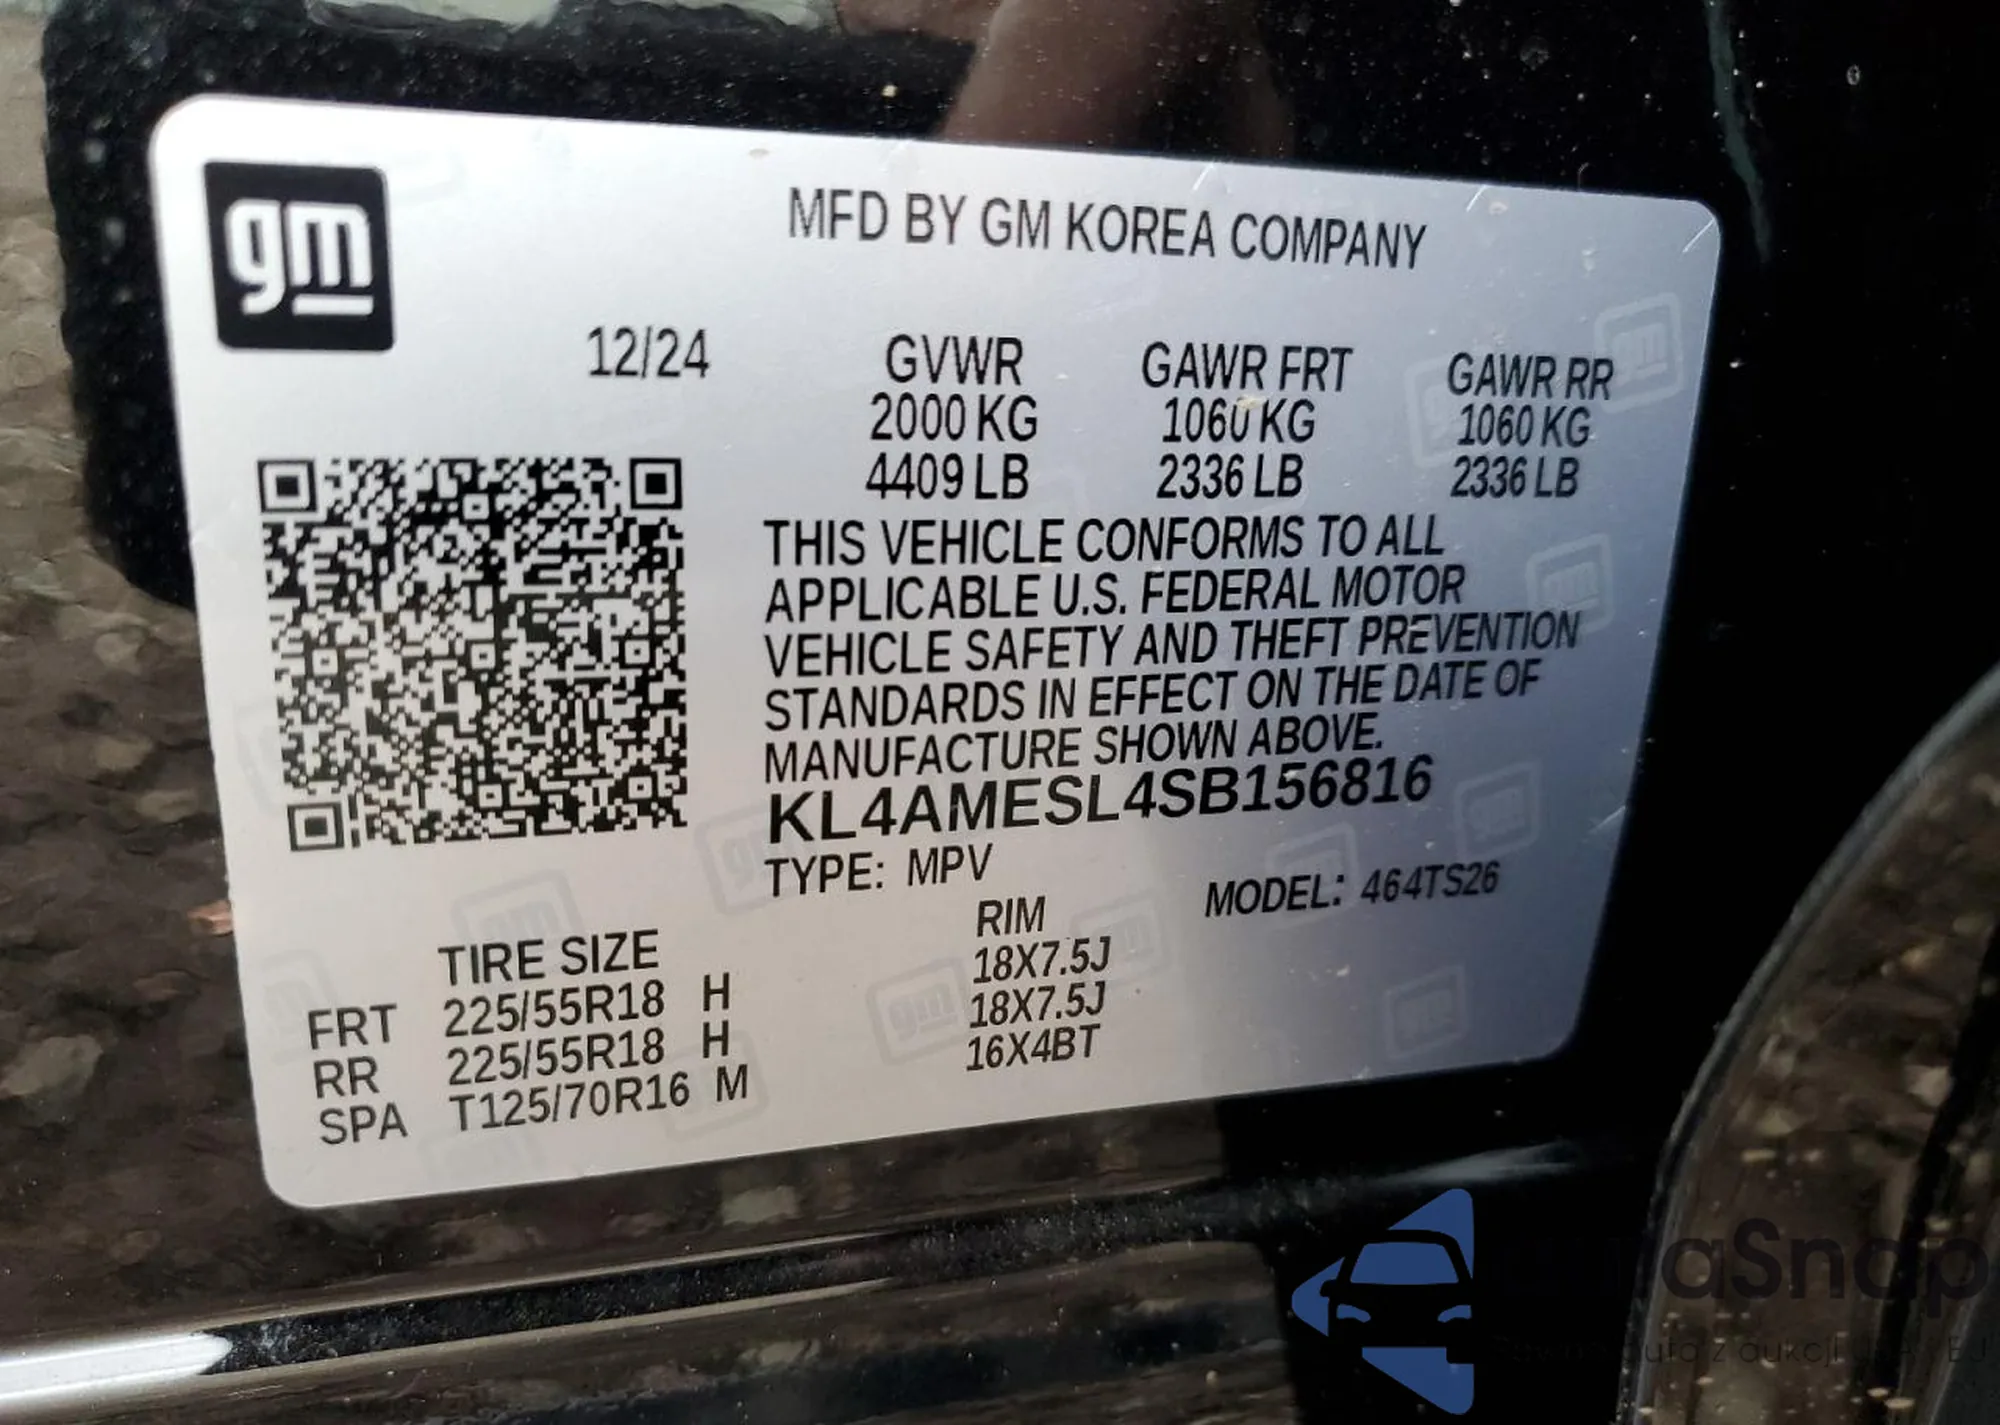 gm
MFD BY GM KOREA COMPANY
12/24
GVWR GAWR FRT GAWR RR
2000 KG 1060 KG 1060 KG
4409 LB 2336 LB 2336 LB
THIS VEHICLE CONFORMS TO ALL
APPLICABLE U.S. FEDERAL MOTOR
VEHICLE SAFETY AND THEFT PREVENTION
STANDARDS IN EFFECT ON THE DATE OF
MANUFACTURE SHOWN ABOVE.
KL4AMESL4SB156816
TYPE: MPV MODEL: 464TS26
TIRE SIZE RIM
FRT 225/55R18 H 18X7.5J
RR 225/55R18 H 18X7.5J
SPA T125/70R16 M 16X4BT
aSnap
z aukcji